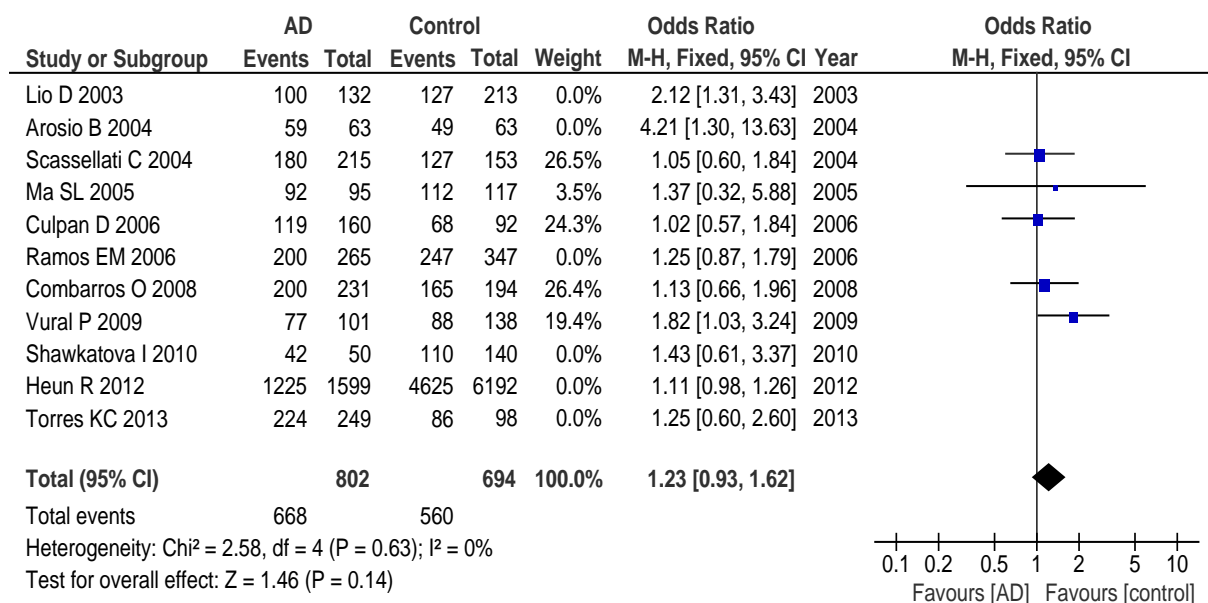 AD Control Odds Ratio Odds Ratio
Study or Subgroup Events Total Events Total Weight M-H, Fixed, 95% CI Year M-H, Fixed, 95% CI
Lio D 2003 100 132 127 213 0.0% 2.12 [1.31, 3.43] 2003
Arosio B 2004 59 63 49 63 0.0% 4.21 [1.30, 13.63] 2004
Scassellati C 2004 180 215 127 153 26.5% 1.05 [0.60, 1.84] 2004
Ma SL 2005 92 95 112 117 3.5% 1.37 [0.32, 5.88] 2005
Culpan D 2006 119 160 68 92 24.3% 1.02 [0.57, 1.84] 2006
Ramos EM 2006 200 265 247 347 0.0% 1.25 [0.87, 1.79] 2006
Combarros O 2008 200 231 165 194 26.4% 1.13 [0.66, 1.96] 2008
Vural P 2009 77 101 88 138 19.4% 1.82 [1.03, 3.24] 2009
Shawkatova I 2010 42 50 110 140 0.0% 1.43 [0.61, 3.37] 2010
Heun R 2012 1225 1599 4625 6192 0.0% 1.11 [0.98, 1.26] 2012
Torres KC 2013 224 249 86 98 0.0% 1.25 [0.60, 2.60] 2013
Total (95% CI) 802 694 100.0% 1.23 [0.93, 1.62]
Total events 668 560
Heterogeneity: Chi² = 2.58, df = 4 (P = 0.63); I² = 0%
Test for overall effect: Z = 1.46 (P = 0.14)
0.1 0.2 0.5 1 2 5 10
Favours [AD] Favours [control]